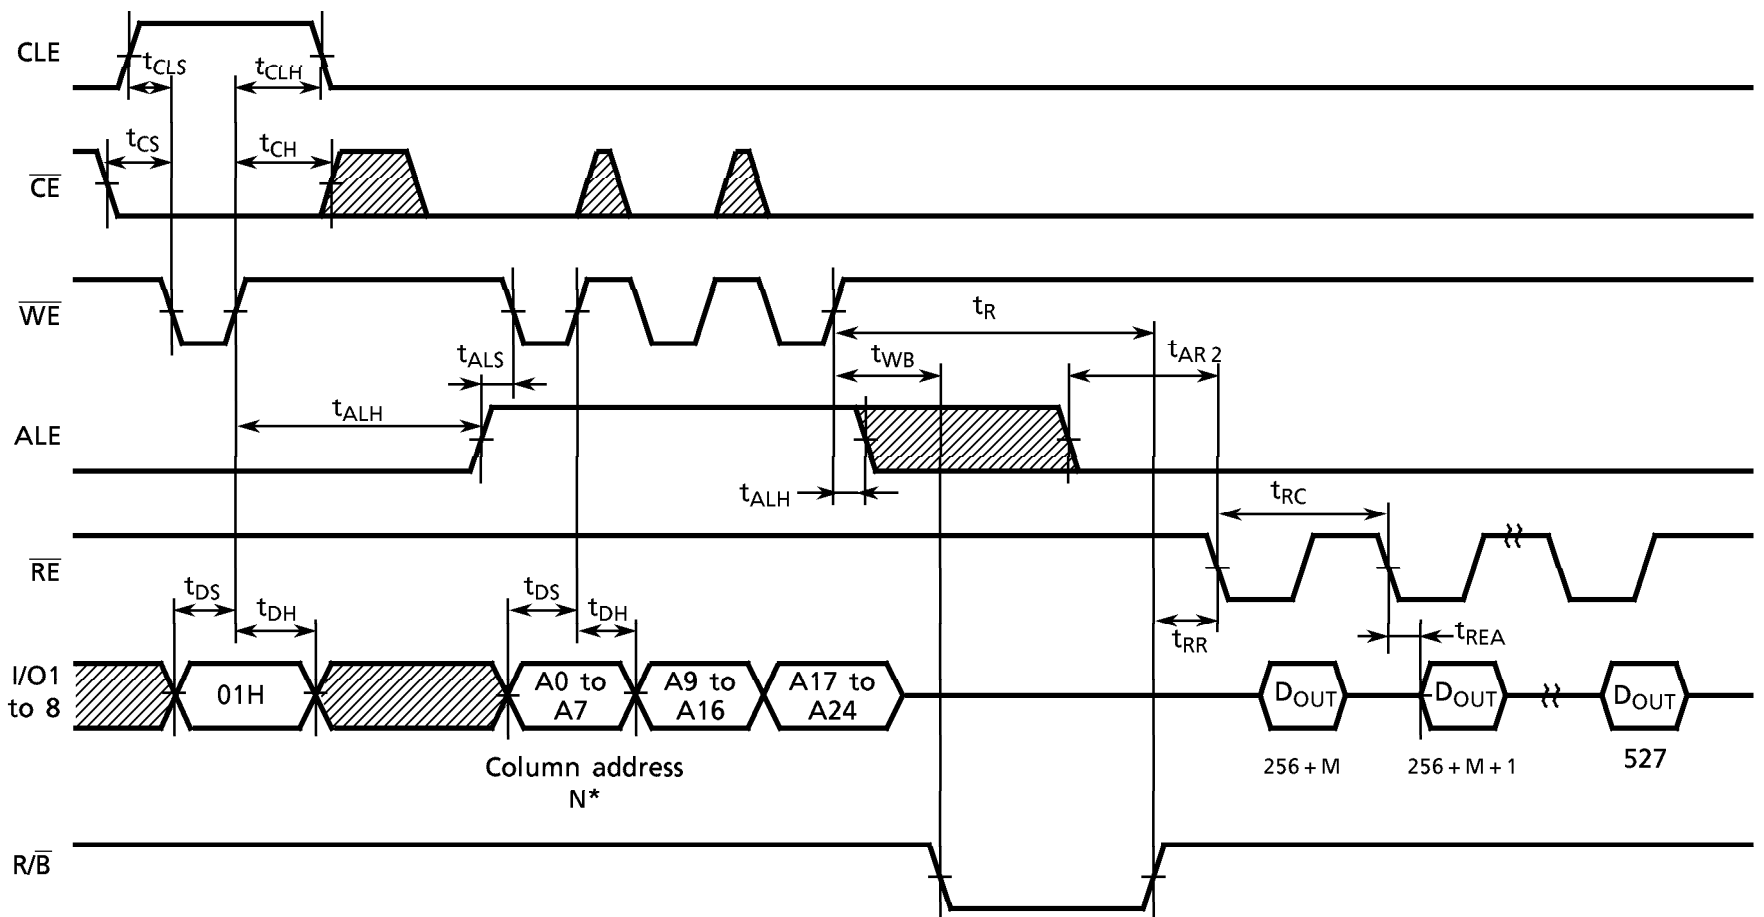 CLE
tCLS
tCLH
CE
tCS
tCH
WE
tR
tALS
tWB
tAR 2
ALE
tALH
tALH
tRC
RE
tDS
tDH
tDS
tDH
tRR
tREA
I/O1
to 8
01H
A0 to
A7
A9 to
A16
A17 to
A24
DOUT
DOUT
DOUT
256 + M
256 + M + 1
527
Column address
N*
R/B